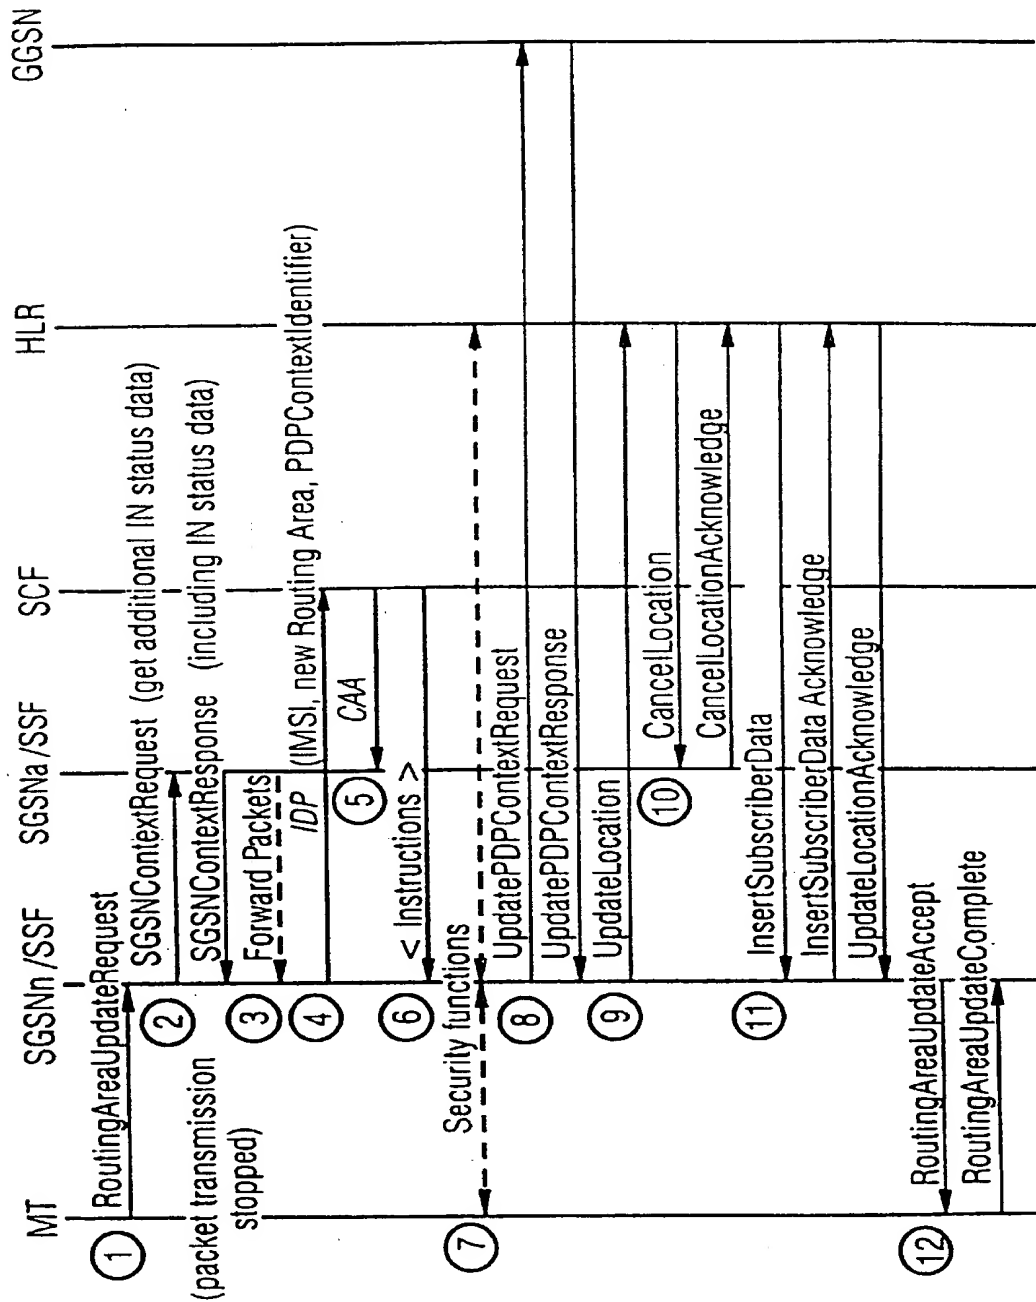 MT
SGSNn /SSF
SGSNa /SSF
SCF
HLR
GGSN
1
RoutingAreaUpdateRequest
(packet transmission
stopped)
2
SGSNContextRequest (get additional IN status data)
SGSNContextResponse (including IN status data)
3
Forward Packets
4
IDP (IMSI, new Routing Area, PDPContextIdentifier)
5
CAA
6
< Instructions >
7
Security functions
8
UpdatePDPContextRequest
UpdatePDPContextResponse
9
UpdateLocation
10
CancelLocation
CancelLocationAcknowledge
11
InsertSubscriberData
InsertSubscriberData Acknowledge
UpdateLocationAcknowledge
12
RoutingAreaUpdateAccept
RoutingAreaUpdateComplete